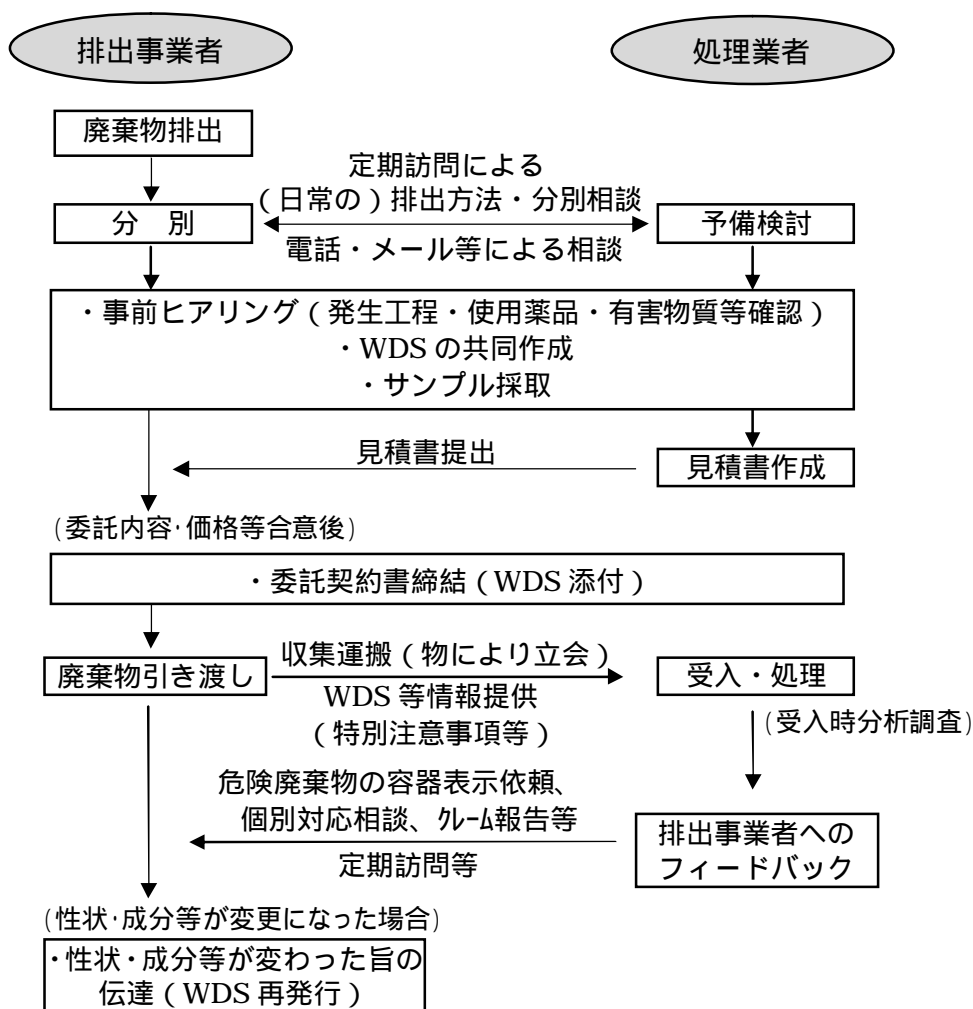 排出事業者
処理業者
廃棄物排出
定期訪問による
(日常の)排出方法・分別相談
分　別
予備検討
電話・メール等による相談
・事前ヒアリング(発生工程・使用薬品・有害物質等確認)
・WDS の共同作成
・サンプル採取
見積書提出
見積書作成
(委託内容・価格等合意後)
・委託契約書締結(WDS 添付)
収集運搬(物により立会)
廃棄物引き渡し
受入・処理
WDS 等情報提供
(特別注意事項等)
(受入時分析調査)
危険廃棄物の容器表示依頼、
個別対応相談、クレーム報告等
排出事業者への
フィードバック
定期訪問等
(性状・成分等が変更になった場合)
・性状・成分等が変わった旨の
伝達(WDS 再発行)